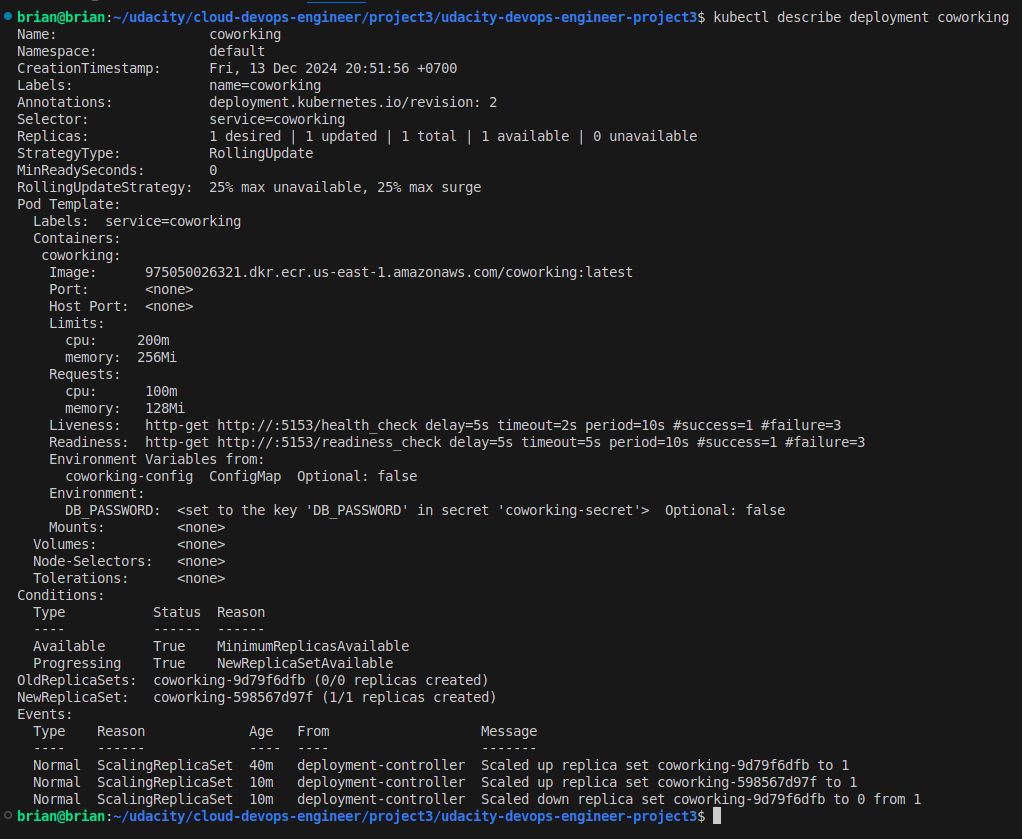 brian@brian:~/udacity/cloud-devops-engineer/project3/udacity-devops-engineer-project3$ kubectl describe deployment coworking
Name:                   coworking
Namespace:              default
CreationTimestamp:      Fri, 13 Dec 2024 20:51:56 +0700
Labels:                 name=coworking
Annotations:            deployment.kubernetes.io/revision: 2
Selector:               service=coworking
Replicas:               1 desired | 1 updated | 1 total | 1 available | 0 unavailable
StrategyType:           RollingUpdate
MinReadySeconds:        0
RollingUpdateStrategy:  25% max unavailable, 25% max surge
Pod Template:
  Labels:  service=coworking
  Containers:
   coworking:
    Image:      975050026321.dkr.ecr.us-east-1.amazonaws.com/coworking:latest
    Port:       <none>
    Host Port:  <none>
    Limits:
      cpu:     200m
      memory:  256Mi
    Requests:
      cpu:      100m
      memory:   128Mi
    Liveness:   http-get http://:5153/health_check delay=5s timeout=2s period=10s #success=1 #failure=3
    Readiness:  http-get http://:5153/readiness_check delay=5s timeout=5s period=10s #success=1 #failure=3
    Environment Variables from:
      coworking-config  ConfigMap  Optional: false
    Environment:
      DB_PASSWORD:  <set to the key 'DB_PASSWORD' in secret 'coworking-secret'>  Optional: false
    Mounts:         <none>
  Volumes:          <none>
  Node-Selectors:   <none>
  Tolerations:      <none>
Conditions:
  Type           Status  Reason
  ----           ------  ------
  Available      True    MinimumReplicasAvailable
  Progressing    True    NewReplicaSetAvailable
OldReplicaSets:  coworking-9d79f6dfb (0/0 replicas created)
NewReplicaSet:   coworking-598567d97f (1/1 replicas created)
Events:
  Type    Reason             Age   From                   Message
  ----    ------             ----  ----                   -------
  Normal  ScalingReplicaSet  40m   deployment-controller  Scaled up replica set coworking-9d79f6dfb to 1
  Normal  ScalingReplicaSet  10m   deployment-controller  Scaled up replica set coworking-598567d97f to 1
  Normal  ScalingReplicaSet  10m   deployment-controller  Scaled down replica set coworking-9d79f6dfb to 0 from 1
brian@brian:~/udacity/cloud-devops-engineer/project3/udacity-devops-engineer-project3$